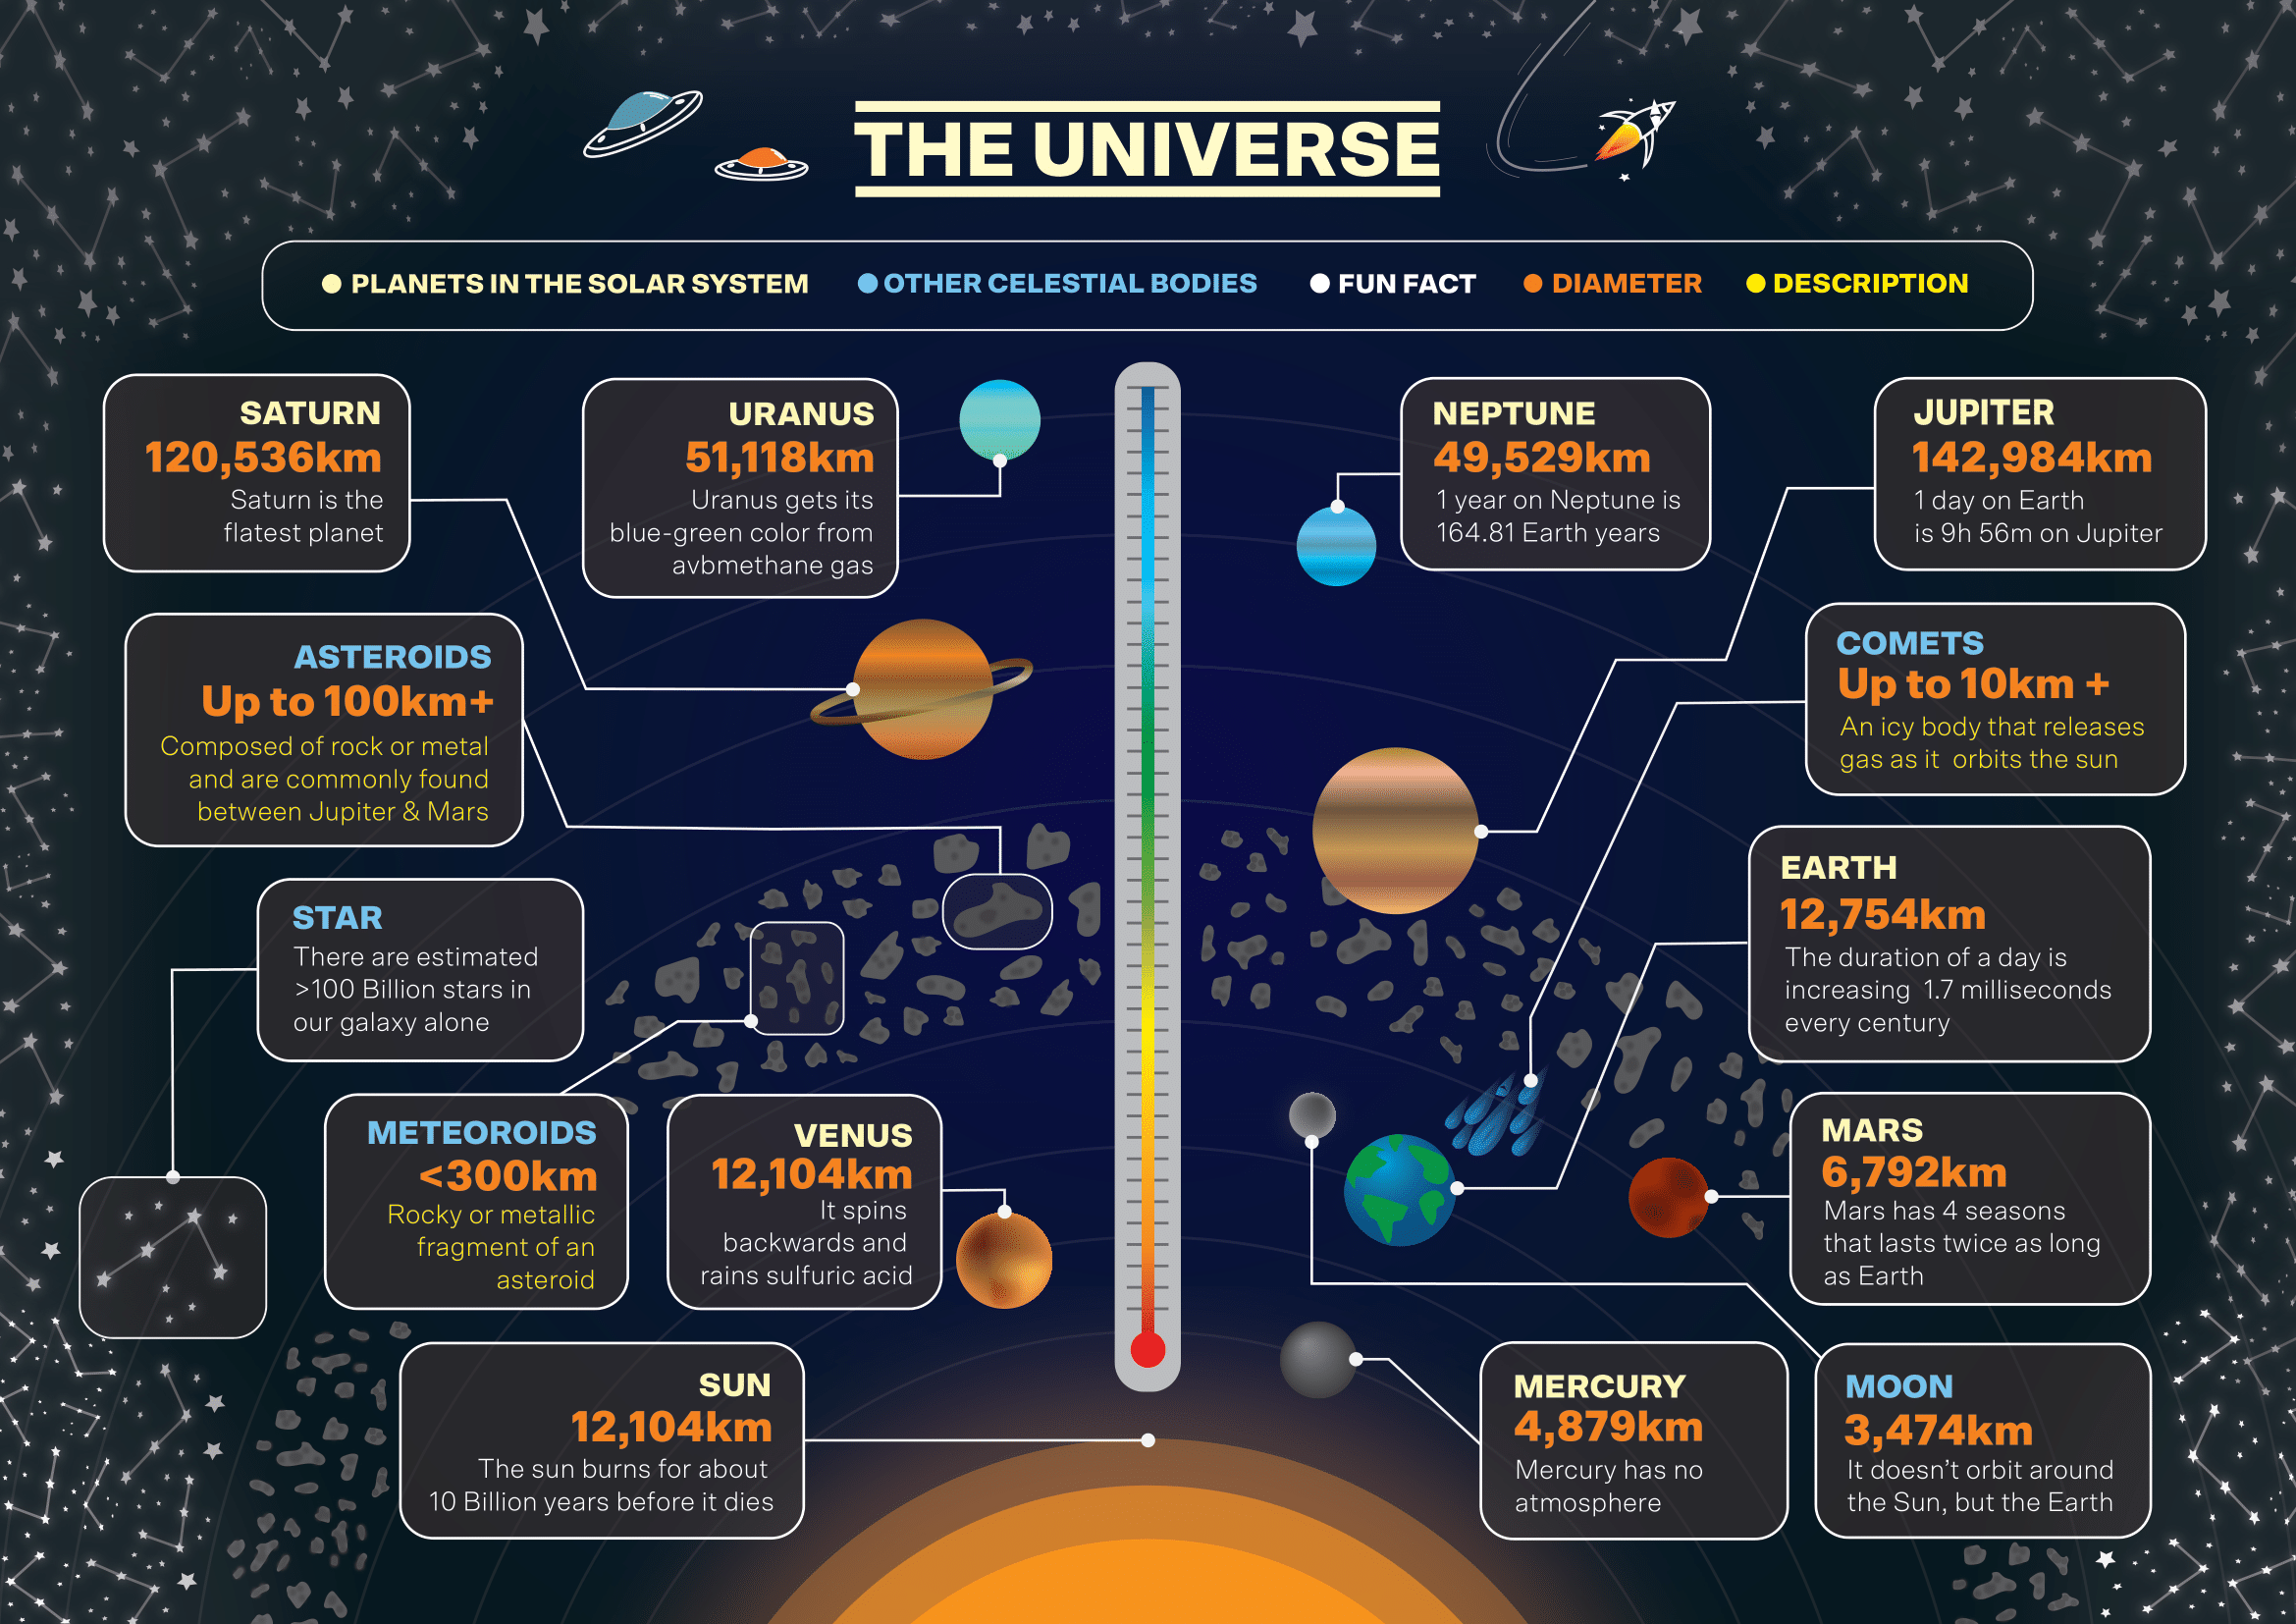 THE UNIVERSE
PLANETS IN THE SOLAR SYSTEM
OTHER CELESTIAL BODIES
FUN FACT
DIAMETER
DESCRIPTION
SATURN
120,536km
Saturn is the
flatest planet
URANUS
51,118km
Uranus gets its
blue-green color from
avbmethane gas
NEPTUNE
49,529km
1 year on Neptune is
164.81 Earth years
JUPITER
142,984km
1 day on Earth
is 9h 56m on Jupiter
ASTEROIDS
Up to 100km+
Composed of rock or metal
and are commonly found
between Jupiter & Mars
COMETS
Up to 10km +
An icy body that releases
gas as it orbits the sun
STAR
There are estimated
>100 Billion stars in
our galaxy alone
EARTH
12,754km
The duration of a day is
increasing 1.7 milliseconds
every century
METEOROIDS
<300km
Rocky or metallic
fragment of an
asteroid
VENUS
12,104km
It spins
backwards and
rains sulfuric acid
MARS
6,792km
Mars has 4 seasons
that lasts twice as long
as Earth
SUN
12,104km
The sun burns for about
10 Billion years before it dies
MERCURY
4,879km
Mercury has no
atmosphere
MOON
3,474km
It doesn't orbit around
the Sun, but the Earth